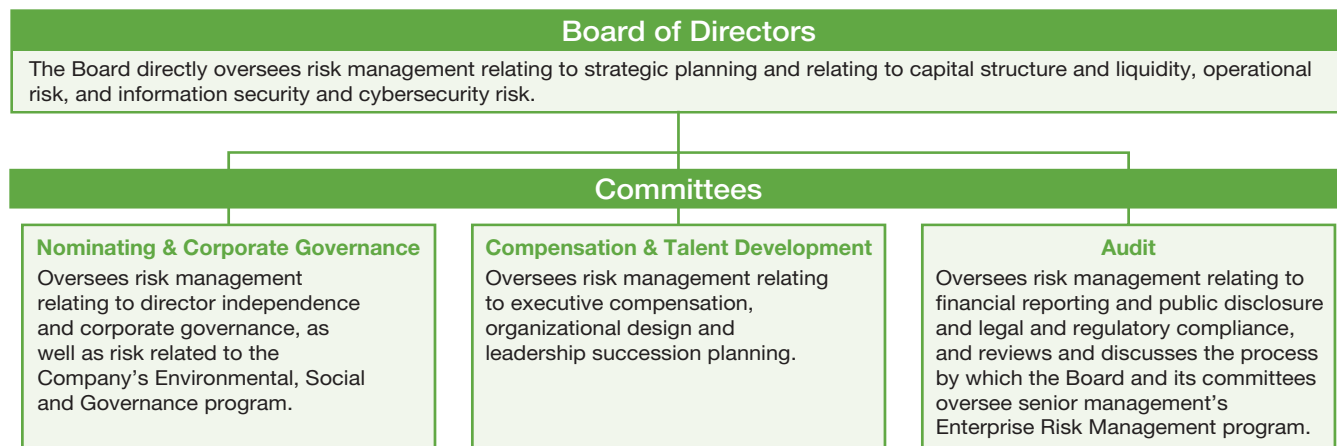 Board of Directors
The Board directly oversees risk management relating to strategic planning and relating to capital structure and liquidity, operational
risk, and information security and cybersecurity risk.
Committees
Nominating & Corporate Governance
Oversees risk management
relating to director independence
and corporate governance, as
well as risk related to the
Company’s Environmental, Social
and Governance program.
Compensation & Talent Development
Oversees risk management relating
to executive compensation,
organizational design and
leadership succession planning.
Audit
Oversees risk management relating to
financial reporting and public disclosure
and legal and regulatory compliance,
and reviews and discusses the process
by which the Board and its committees
oversee senior management’s
Enterprise Risk Management program.